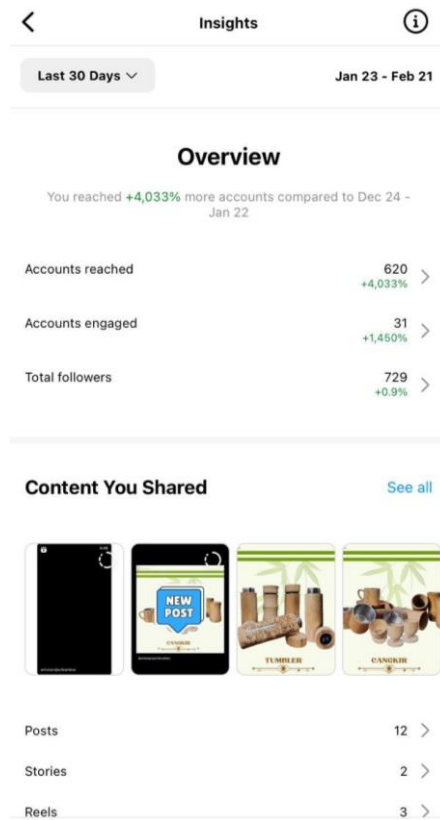 Insights
Last 30 Days
Jan 23 - Feb 21
Overview
You reached +4,033% more accounts compared to Dec 24 -
Jan 22
Accounts reached
620
+4,033%
Accounts engaged
31
+1,450%
Total followers
729
+0.9%
Content You Shared
See all
NEW
POST
CANGKIR
TUMBLER
CANGKIR
Posts
12
Stories
2
Reels
3